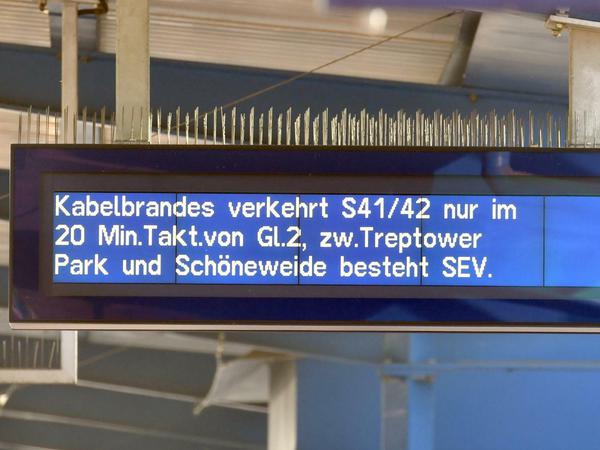 Kabelbrandes verkehrt S41/42 nur im
20 Min.Takt.von Gl.2, zw.Treptower
Park und Schöneweide besteht SEV.